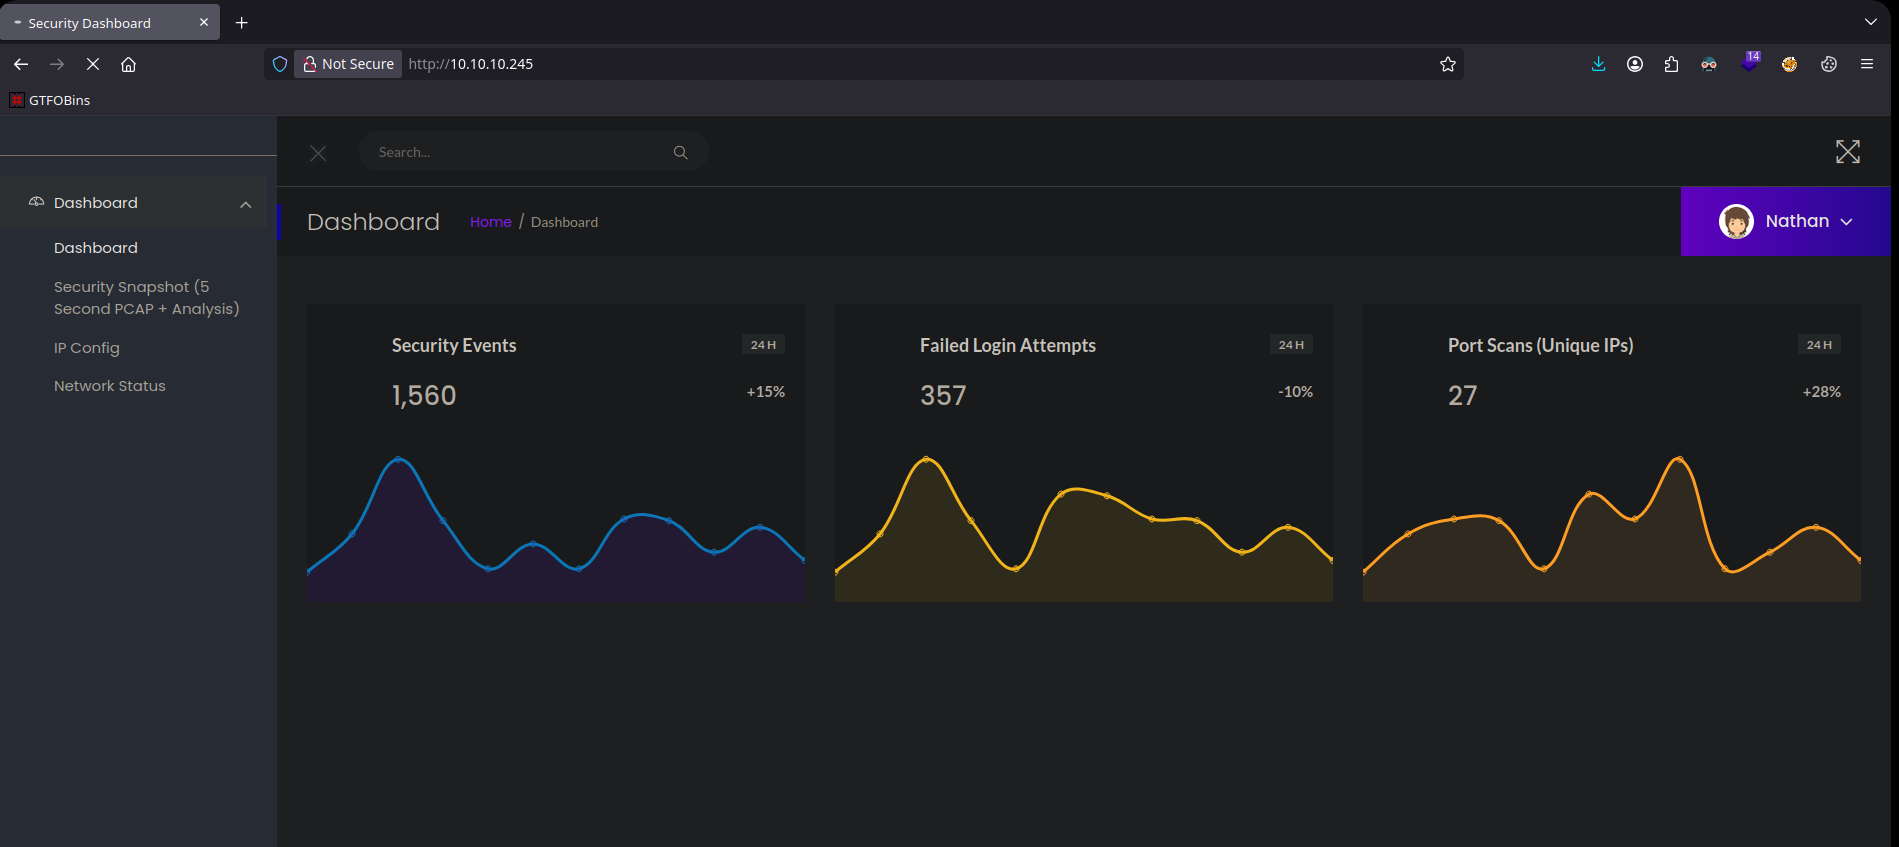 Security Dashboard
Not Secure http://10.10.10.245
14
GTFOBins
Search...
Dashboard
Dashboard
Security Snapshot (5
Second PCAP + Analysis)
IP Config
Network Status
Dashboard Home / Dashboard
Nathan
Security Events 24 H
1,560 +15%
Failed Login Attempts 24 H
357 -10%
Port Scans (Unique IPs) 24 H
27 +28%